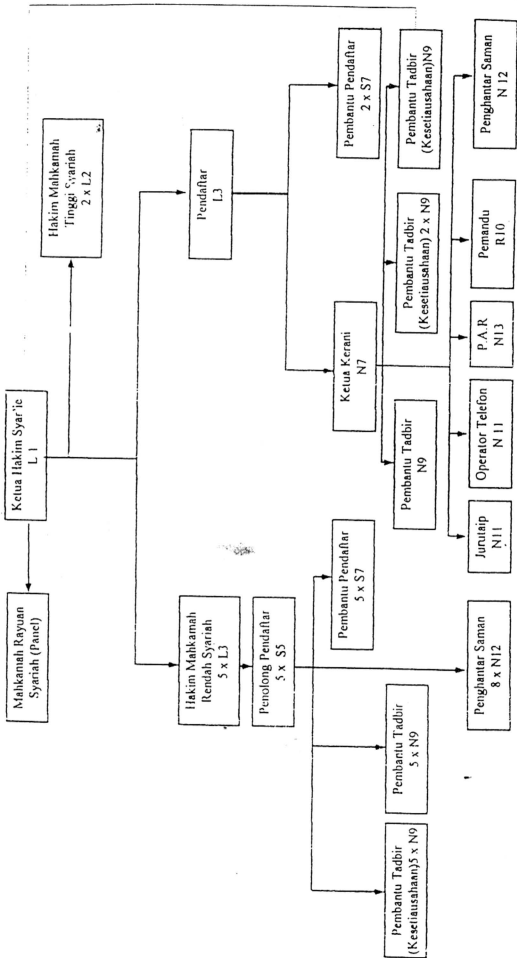 Mahkamah Rayuan
Syariah (Panel)
Ketua Hakim Syar'ie
L 1
Hakim Mahkamah
Tinggi Syariah
2 x L2
Hakim Mahkamah
Rendah Syariah
5 x L3
Pendaftar
L3
Penolong Pendaftar
5 x S5
Pembantu Pendaftar
5 x S7
Ketua Kerani
N7
Pembantu Pendaftar
2 x S7
Pembantu Tadbir
(Kesetiausahaan)5 x N9
Pembantu Tadbir
5 x N9
Pembantu Tadbir
N9
Pembantu Tadbir
(Kesetiausahaan) 2 x N9
Pembantu Tadbir
(Kesetiausahaan)N9
Penghantar Saman
8 x N12
Jurutaip
N11
Operator Telefon
N 11
P.A.R
N13
Pemandu
R10
Penghantar Saman
N 12